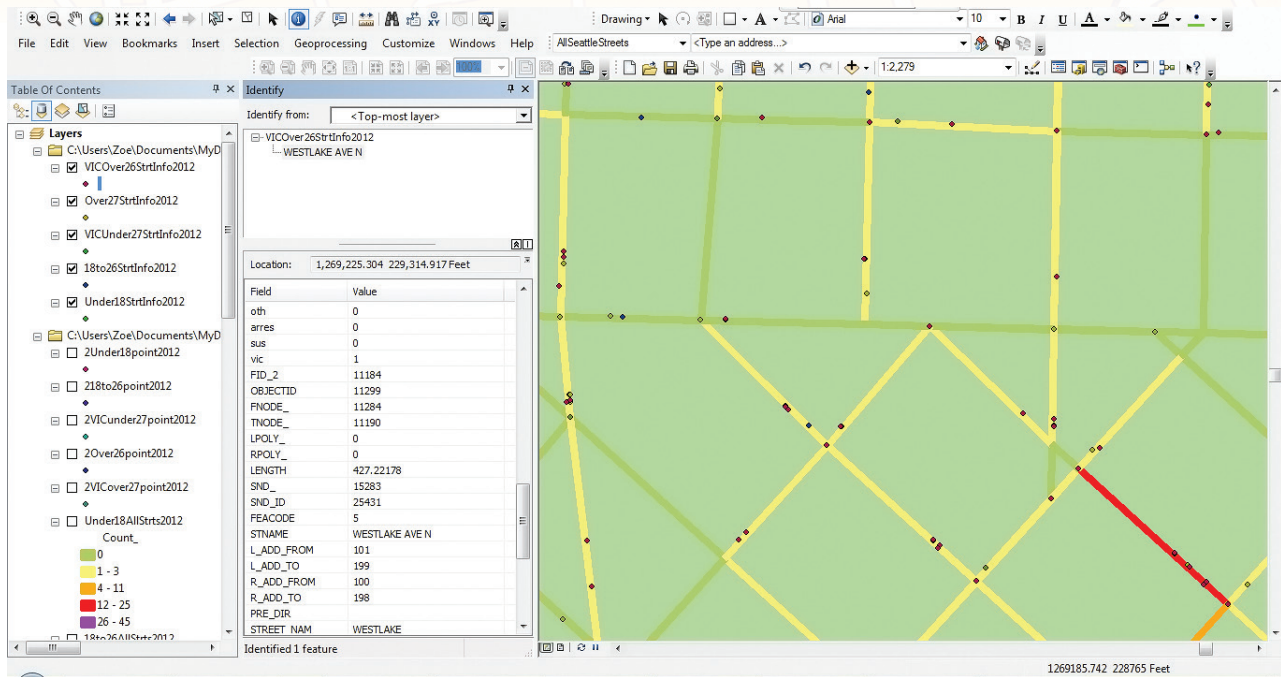 Drawing
Arial
10
B I U A
File Edit View Bookmarks Insert Selection Geoprocessing Customize Windows Help
AllSeattleStreets
<Type an address...>
100%
1:2,279
Table Of Contents
Layers
C:\Users\Zoe\Documents\MyD
VICOver26StrtInfo2012
Over27StrtInfo2012
VICUnder27StrtInfo2012
18to26StrtInfo2012
Under18StrtInfo2012
C:\Users\Zoe\Documents\MyD
2Under18point2012
218to26point2012
2VICunder27point2012
2Over26point2012
2VICover27point2012
Under18AllStrts2012
Count_
0
1 - 3
4 - 11
12 - 25
26 - 45
18to26AllStrts2012
Identify
Identify from: <Top-most layer>
VICOver26StrtInfo2012
WESTLAKE AVE N
Location: 1,269,225.304 229,314.917 Feet
Field Value
oth 0
arres 0
sus 0
vic 1
FID_2 11184
OBJECTID 11299
FNODE_ 11284
TNODE_ 11190
LPOLY_ 0
RPOLY_ 0
LENGTH 427.22178
SND_ 15283
SND_ID 25431
FEACODE 5
STNAME WESTLAKE AVE N
L_ADD_FROM 101
L_ADD_TO 199
R_ADD_FROM 100
R_ADD_TO 198
PRE_DIR
STREET_NAM WESTLAKE
Identified 1 feature
1269185.742 228765 Feet